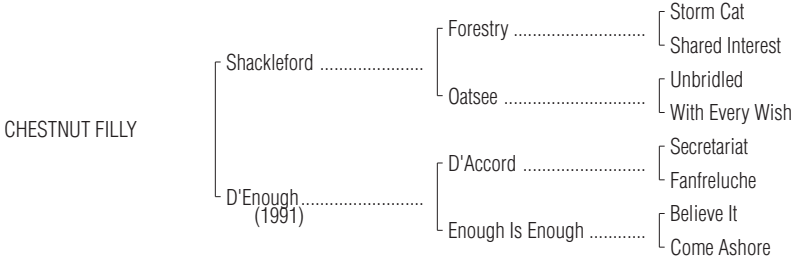 Storm Cat
Forestry ............................
Shared Interest
Shackleford ......................
Unbridled
Oatsee ..............................
With Every Wish
CHESTNUT FILLY
Secretariat
D'Accord ..........................
Fanfreluche
D'Enough..........................
(1991)
Believe It
Enough Is Enough ............
Come Ashore